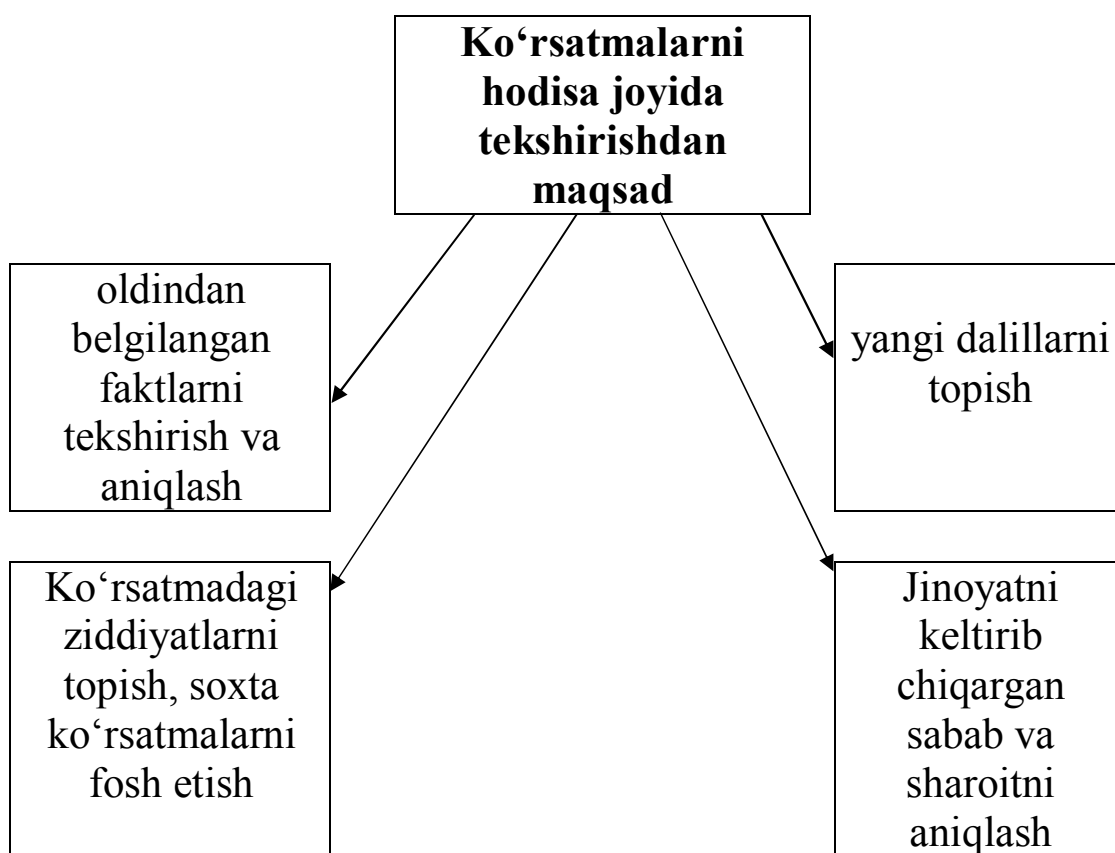 Ko‘rsatmalarni
hodisa joyida
tekshirishdan
maqsad
oldindan
belgilangan
faktlarni
tekshirish va
aniqlash
yangi dalillarni
topish
Ko‘rsatmadagi
ziddiyatlarni
topish, soxta
ko‘rsatmalarni
fosh etish
Jinoyatni
keltirib
chiqargan
sabab va
sharoitni
aniqlash